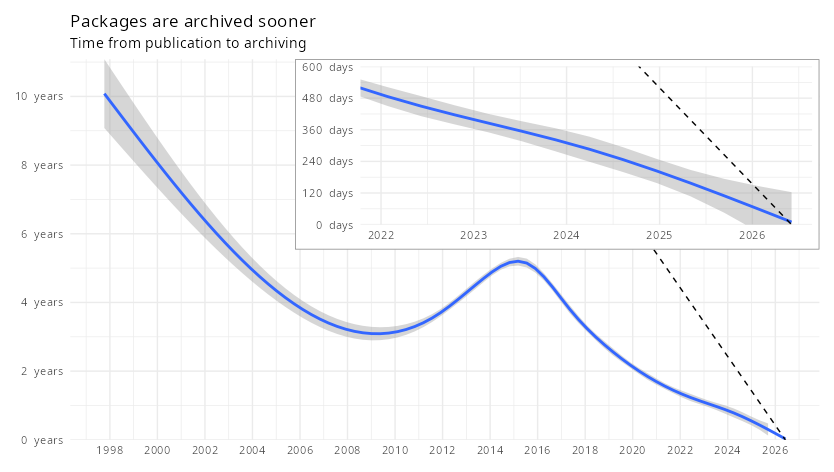 Packages are archived sooner
Time from publication to archiving
600 days
480 days
360 days
240 days
120 days
0 days
2022 2023 2024 2025 2026
10 years
8 years
6 years
4 years
2 years
0 years
1998 2000 2002 2004 2006 2008 2010 2012 2014 2016 2018 2020 2022 2024 2026